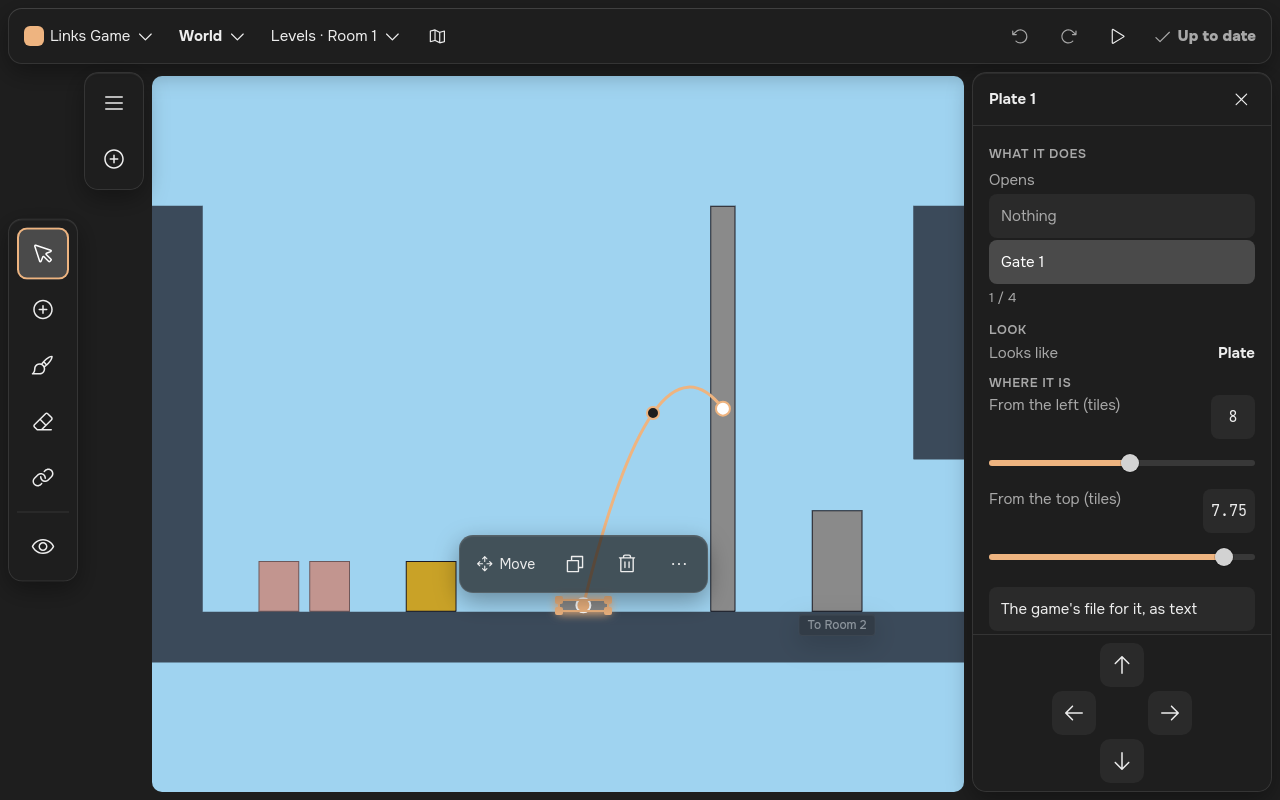 Links Game
World
Levels · Room 1
Up to date
Plate 1
WHAT IT DOES
Opens
Nothing
Gate 1
1 / 4
LOOK
Looks like
Plate
WHERE IT IS
From the left (tiles)
8
From the top (tiles)
7.75
The game's file for it, as text
Move
To Room 2